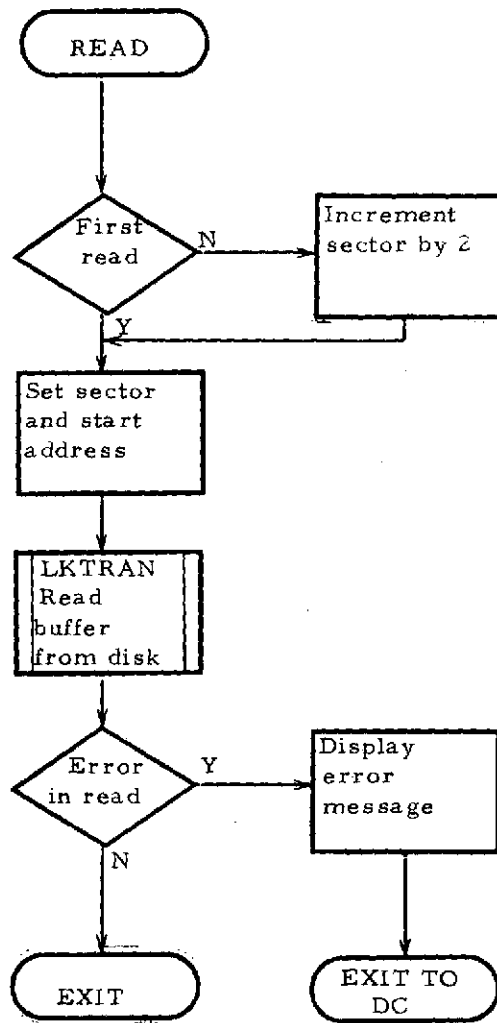 READ
First
read
N
Increment
sector by 2
Y
Set sector
and start
address
LKTRAN
Read
buffer
from disk
Error
in read
Y
Display
error
message
N
EXIT
EXIT TO
DC